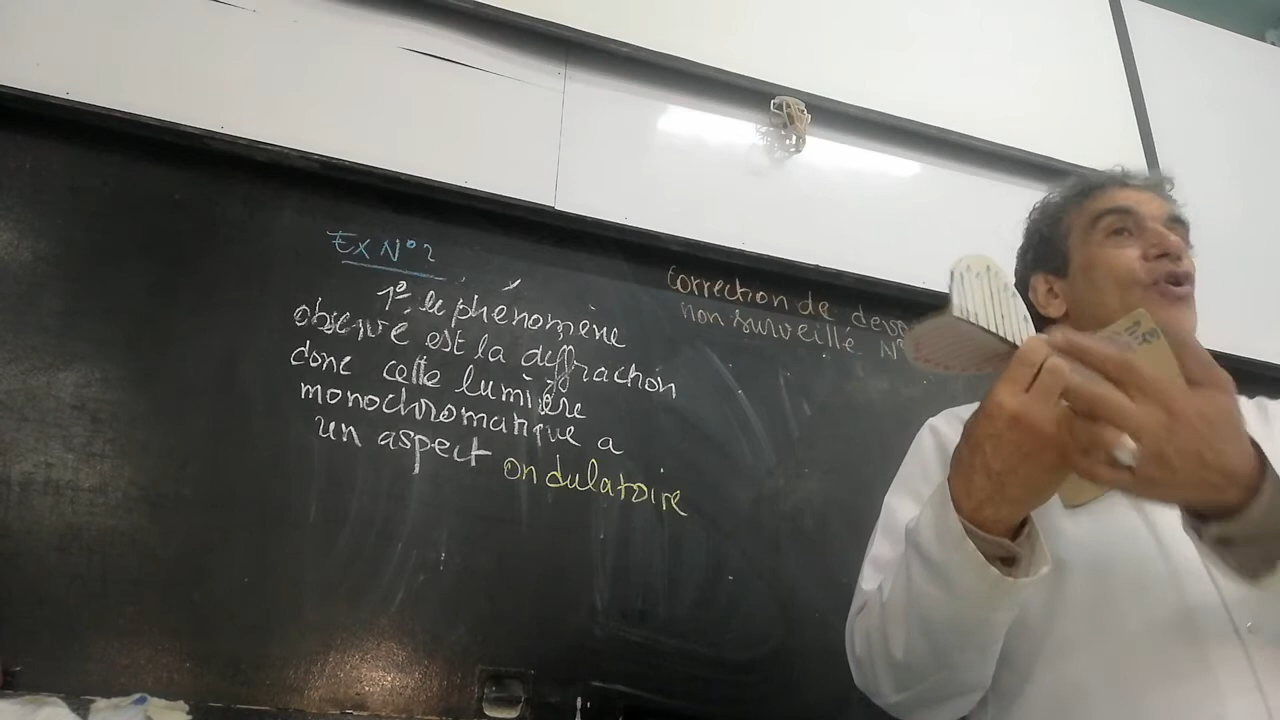 Ex N° 2
1°- le phénomène
observé est la diffraction
donc cette lumière
monochromatique a
un aspect ondulatoire
Correction de
non surveillé N°